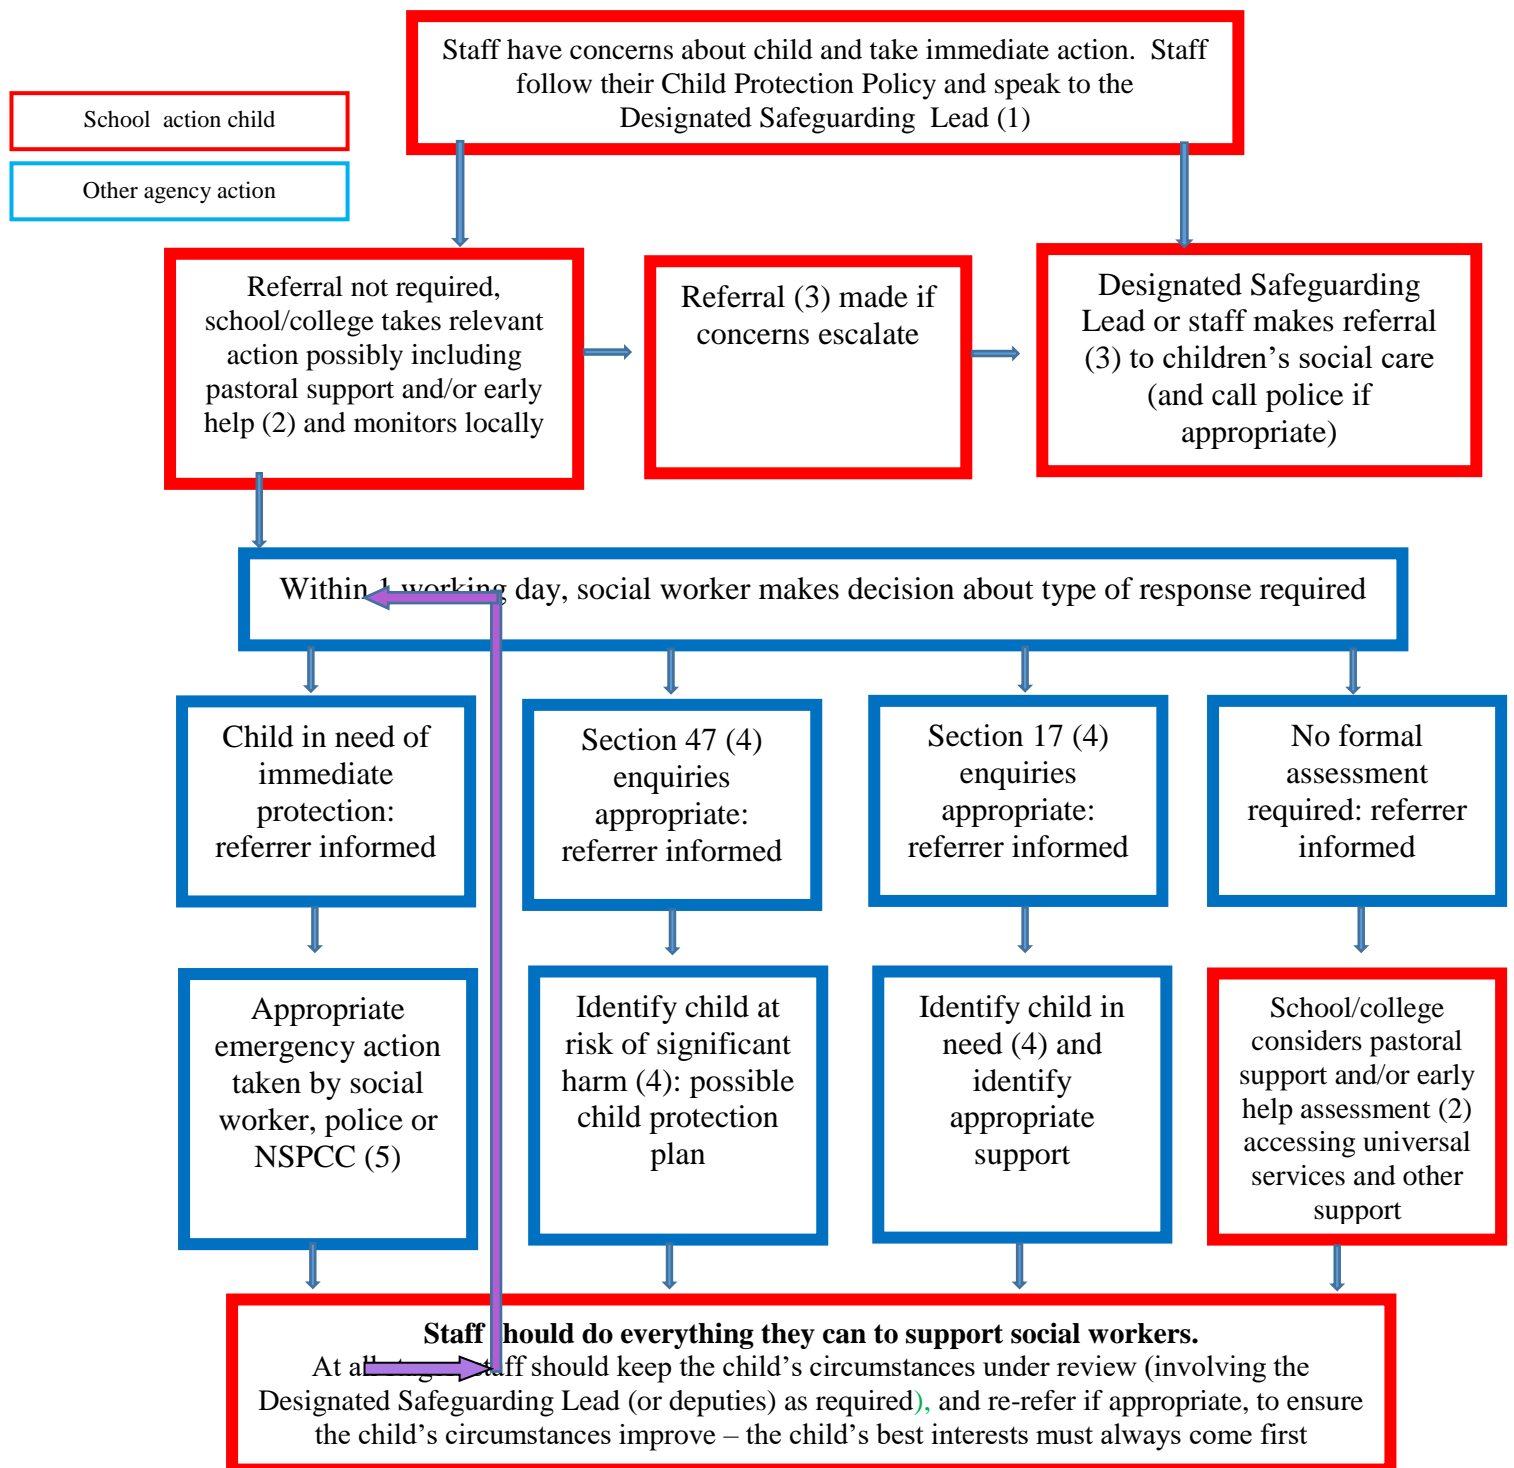 Staff have concerns about child and take immediate action. Staff
follow their Child Protection Policy and speak to the
Designated Safeguarding Lead (1)
School action child
Other agency action
Referral not required,
school/college takes relevant
action possibly including
pastoral support and/or early
help (2) and monitors locally
Referral (3) made if
concerns escalate
Designated Safeguarding
Lead or staff makes referral
(3) to children’s social care
(and call police if
appropriate)
Within 1 working day, social worker makes decision about type of response required
Child in need of
immediate
protection:
referrer informed
Section 47 (4)
enquiries
appropriate:
referrer informed
Section 17 (4)
enquiries
appropriate:
referrer informed
No formal
assessment
required: referrer
informed
Appropriate
emergency action
taken by social
worker, police or
NSPCC (5)
Identify child at
risk of significant
harm (4): possible
child protection
plan
Identify child in
need (4) and
identify
appropriate
support
School/college
considers pastoral
support and/or early
help assessment (2)
accessing universal
services and other
support
Staff should do everything they can to support social workers.
At all staff should keep the child’s circumstances under review (involving the
Designated Safeguarding Lead (or deputies) as required), and re-refer if appropriate, to ensure
the child’s circumstances improve – the child’s best interests must always come first